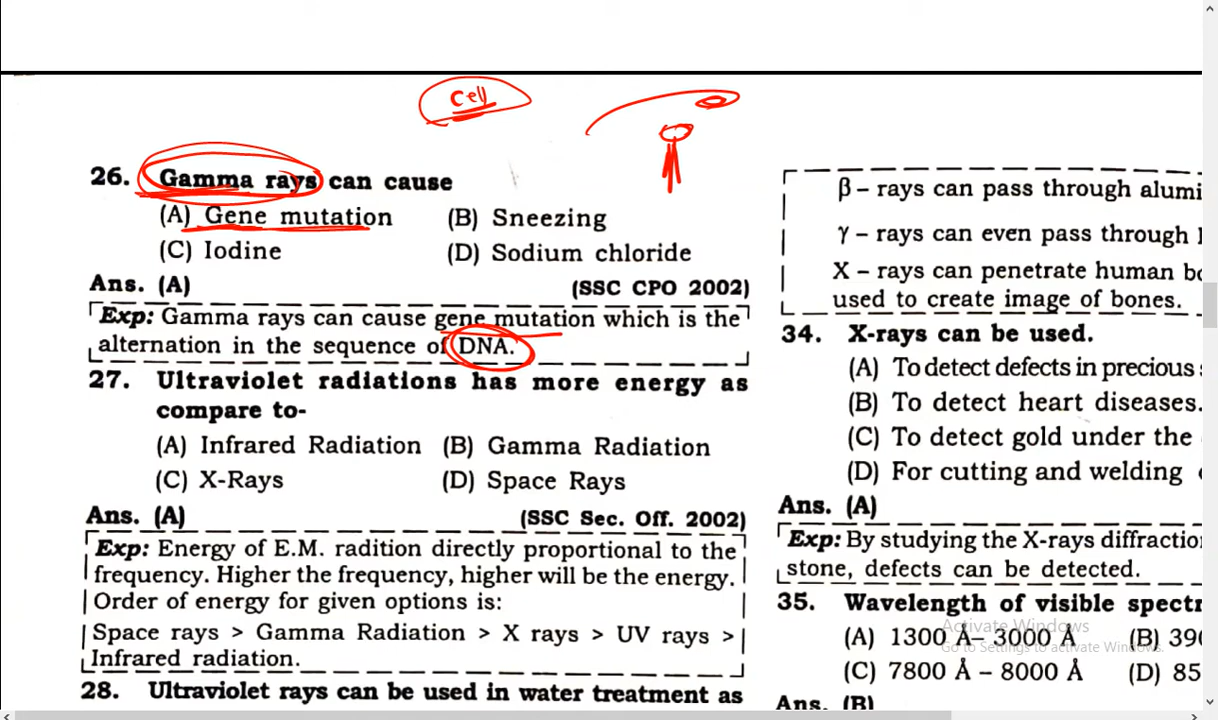 Cell
26. Gamma rays can cause
(A) Gene mutation (B) Sneezing
(C) Iodine (D) Sodium chloride
Ans. (A) (SSC CPO 2002)
Exp: Gamma rays can cause gene mutation which is the
alternation in the sequence of DNA.
27. Ultraviolet radiations has more energy as
compare to-
(A) Infrared Radiation (B) Gamma Radiation
(C) X-Rays (D) Space Rays
Ans. (A) (SSC Sec. Off. 2002)
Exp: Energy of E.M. radition directly proportional to the
frequency. Higher the frequency, higher will be the energy.
Order of energy for given options is:
Space rays > Gamma Radiation > X rays > UV rays >
Infrared radiation.
28. Ultraviolet rays can be used in water treatment as
β – rays can pass through
γ – rays can even pass through
X – rays can penetrate human
used to create image of bones.
34. X-rays can be used.
(A) To detect defects in precious
(B) To detect heart diseases.
(C) To detect gold under the
(D) For cutting and welding
Ans. (A)
Exp: By studying the X-rays
stone, defects can be detected.
35. Wavelength of visible
(A) 1300 Å – 3000 Å (B)
(C) 7800 Å – 8000 Å (D)
Ans. (B)
Activate Windows
Go to Settings to activate Windows.